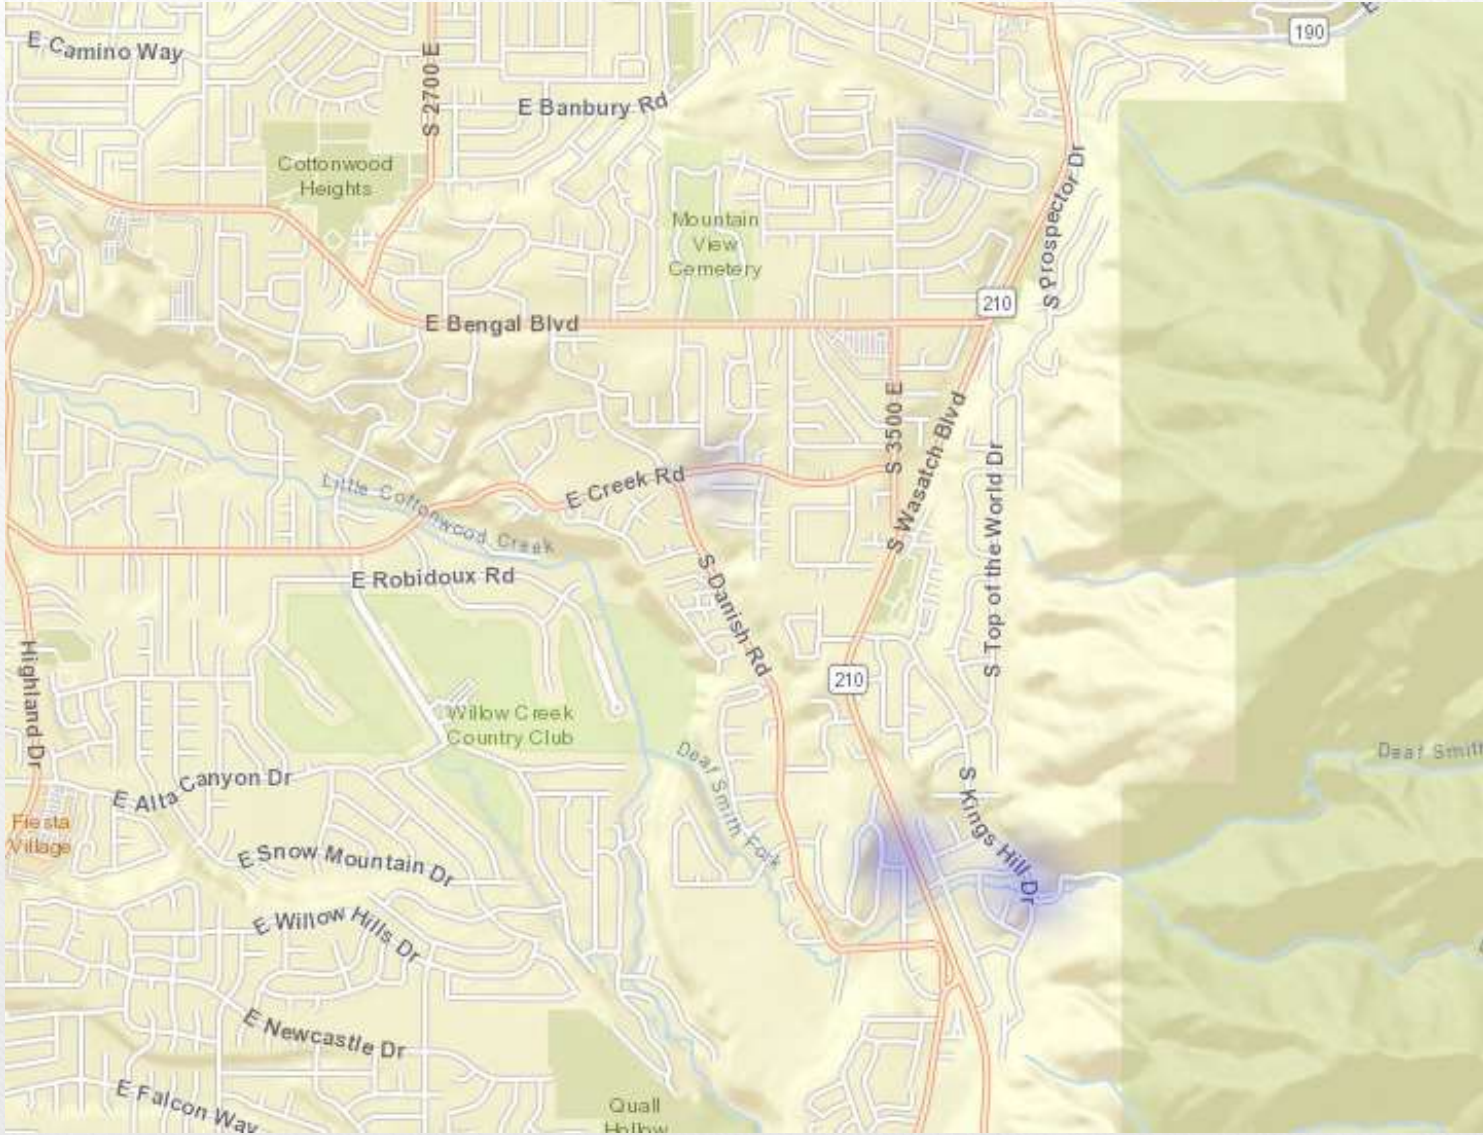 190
E
E Camino Way
S 2700 E
E Banbury Rd
Cottonwood
Heights
S Prospector Dr
Mountain
View
Cemetery
210
E Bengal Blvd
S 3500 E
S Wasatch Blvd
S Top of the World Dr
E Creek Rd
Little Cottonwood Creek
E Robidoux Rd
S Danish Rd
Highland Dr
210
Willow Creek
Country Club
Deaf Smith Fork
Deaf Smith
E Alta Canyon Dr
S Kings Hill Dr
Fiesta
Village
E Snow Mountain Dr
E Willow Hills Dr
E Newcastle Dr
E Falcon Way
Quail
Hollow